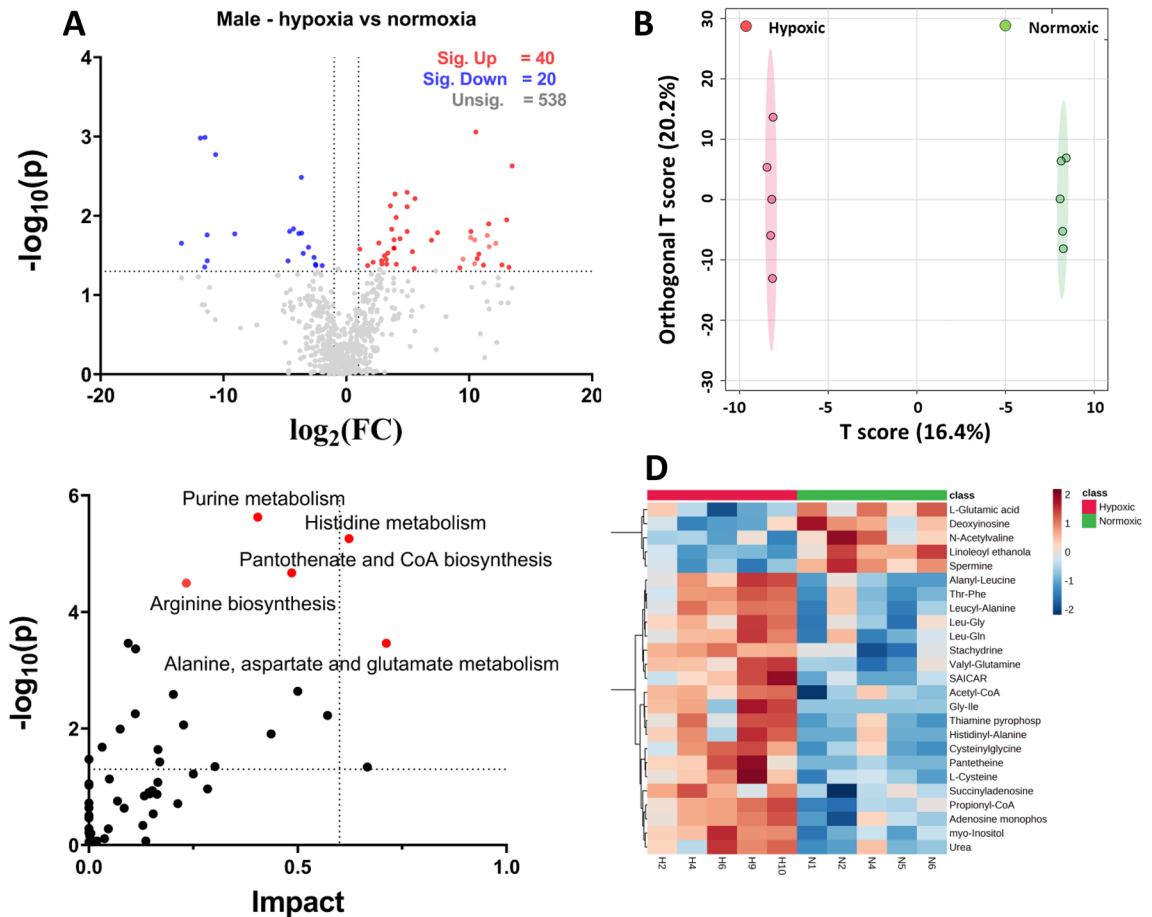 A
Male - hypoxia vs normoxia
Sig. Up = 40
Sig. Down = 20
Unsig. = 538
4
3
2
1
0
-log10(p)
-20
-10
0
10
20
log2(FC)
B
Hypoxic
Normoxic
30
20
10
0
-10
-20
-30
Orthogonal T score (20.2%)
-10
-5
0
-5
10
T score (16.4%)
6
4
2
0
-log10(p)
Purine metabolism
Histidine metabolism
Pantothenate and CoA biosynthesis
Arginine biosynthesis
Alanine, aspartate and glutamate metabolism
0.0
0.5
1.0
Impact
D
class
L-Glutamic acid
Deoxyinosine
N-Acetylvaline
Linoleoyl ethanola
Spermine
Alanyl-Leucine
Thr-Phe
Leucyl-Alanine
Leu-Gly
Leu-Gln
Stachydrine
Valyl-Glutamine
SAICAR
Acetyl-CoA
Gly-Ile
Thiamine pyrophosp
Histidinyl-Alanine
Cysteinylglycine
Pantetheine
L-Cysteine
Succinyladenosine
Propionyl-CoA
Adenosine monophos
myo-Inositol
Urea
H2
H4
H6
H9
H10
N1
N2
N4
N5
N6
2
1
0
-1
-2
class
Hypoxic
Normoxic